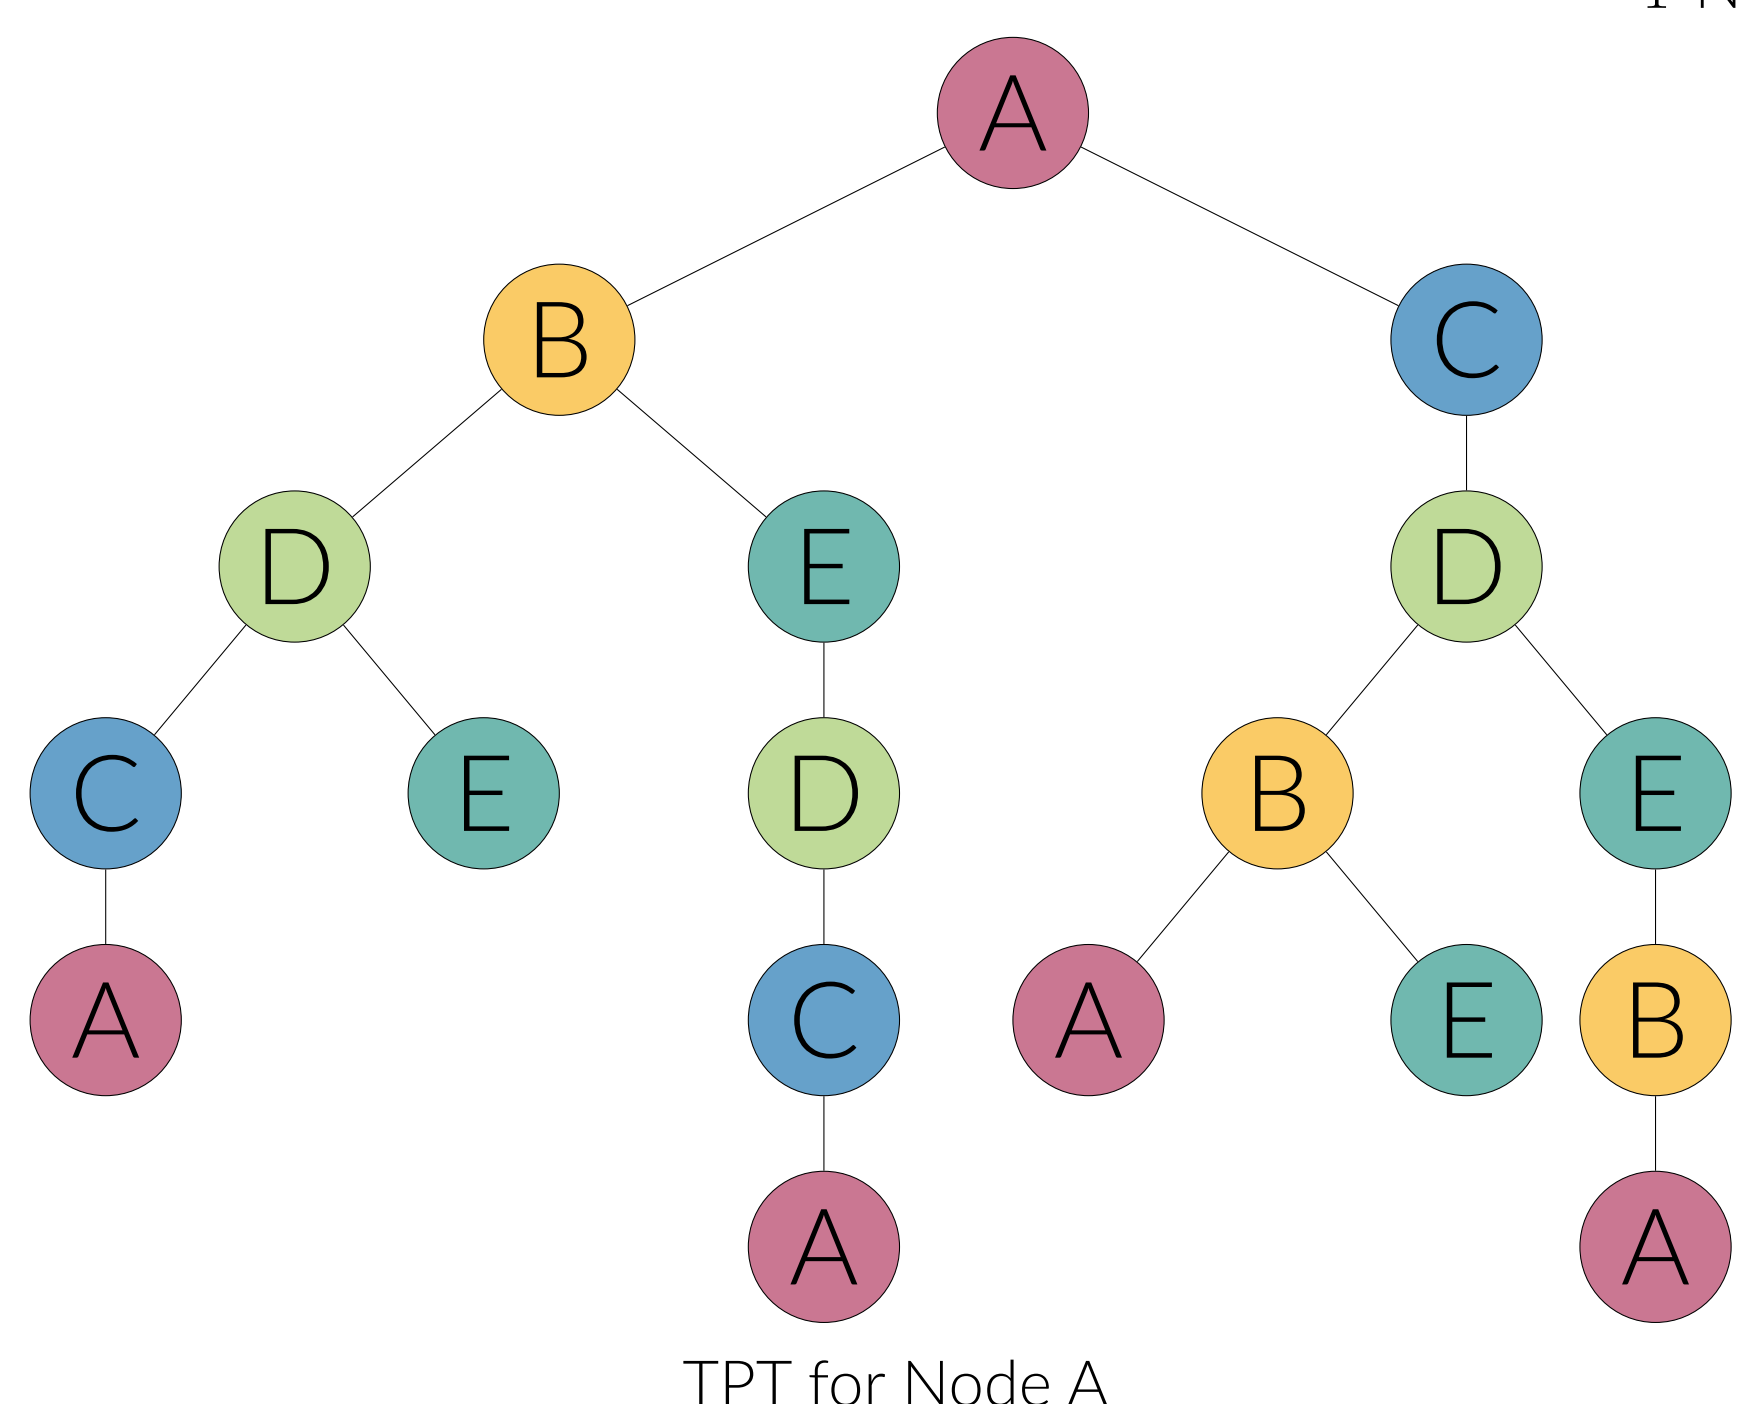 A
B C
D E D
C E D B E
A C A E B
A A
TPT for Node A